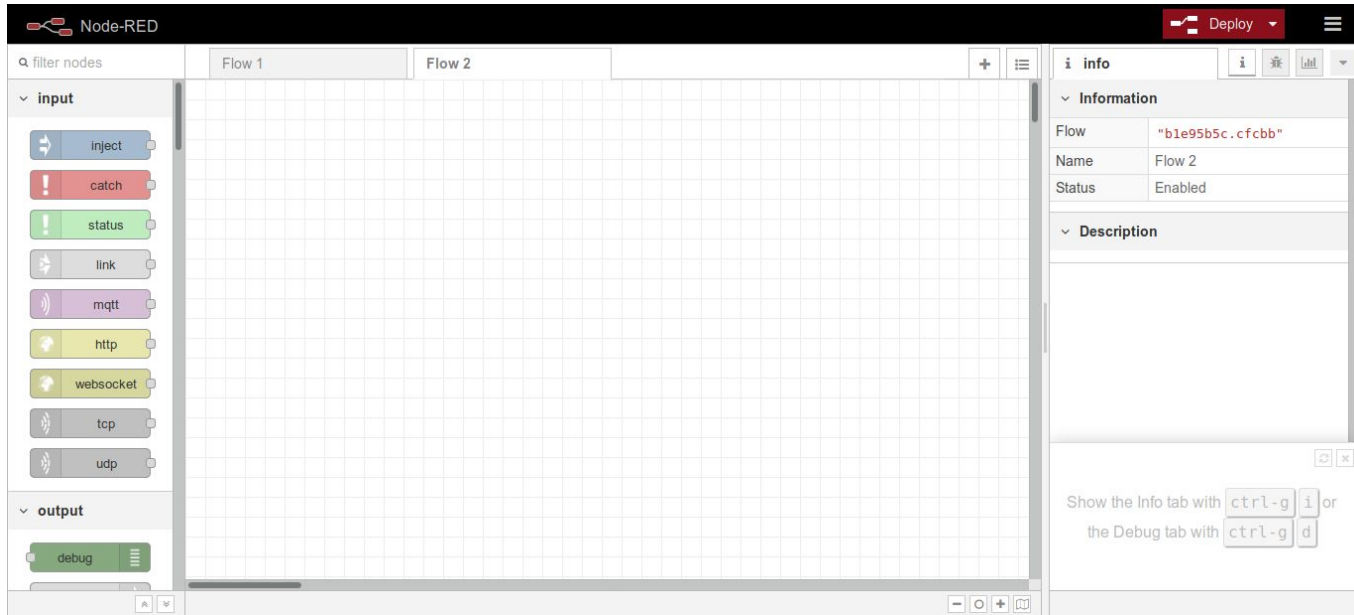 Node-RED
Deploy
filter nodes
Flow 1
Flow 2
i info
i
input
inject
catch
status
link
mqtt
http
websocket
tcp
udp
output
debug
Information
Flow "b1e95b5c.cfcbb"
Name Flow 2
Status Enabled
Description
Show the Info tab with ctrl-g i or
the Debug tab with ctrl-g d